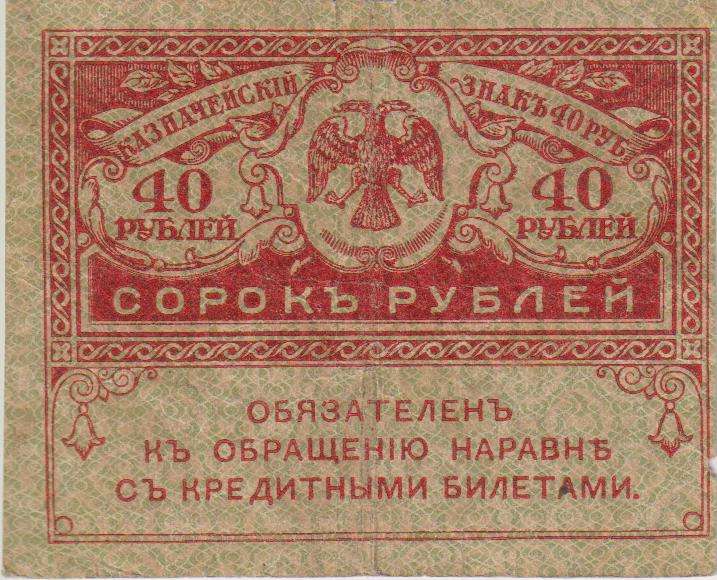 КАЗНАЧЕЙСКІЙ ЗНАКЪ 40 РУБ.
40 РУБЛЕЙ
40 РУБЛЕЙ
СОРОКЪ РУБЛЕЙ
ОБЯЗАТЕЛЕНЪ
КЪ ОБРАЩЕНІЮ НАРАВНѢ
СЪ КРЕДИТНЫМИ БИЛЕТАМИ.